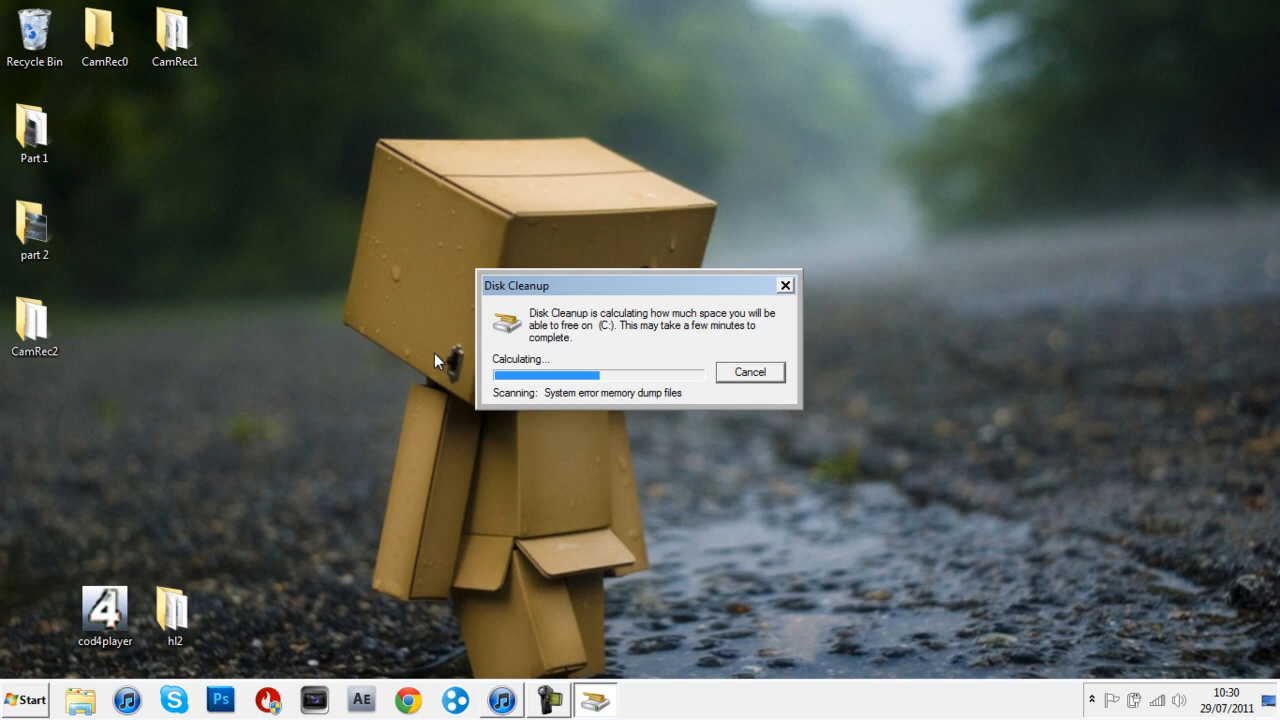 Recycle Bin
CamRec0
CamRec1
Part 1
part 2
CamRec2
Disk Cleanup
Disk Cleanup is calculating how much space you will be
able to free on (C:). This may take a few minutes to
complete.
Calculating...
Cancel
Scanning: System error memory dump files
4
cod4player
hl2
Start
Ps
AE
10:30
29/07/2011